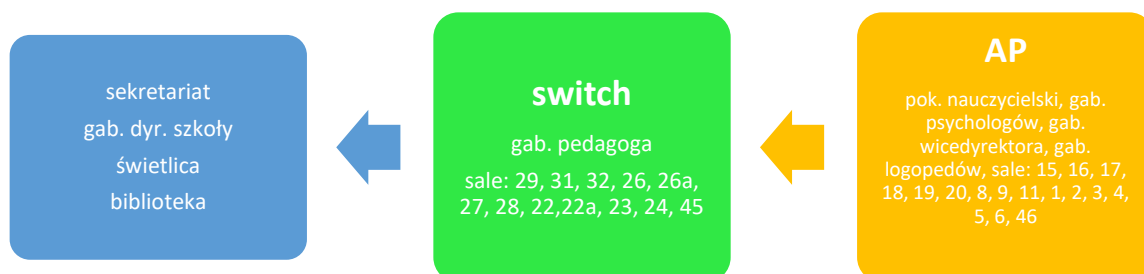 sekretariat
gab. dyr. szkoły
świetlica
biblioteka
switch
gab. pedagoga
sale: 29, 31, 32, 26, 26a,
27, 28, 22,22a, 23, 24, 45
AP
pok. nauczycielski, gab.
psychologów, gab.
wicedyrektora, gab.
logopedów, sale: 15, 16, 17,
18, 19, 20, 8, 9, 11, 1, 2, 3, 4,
5, 6, 46